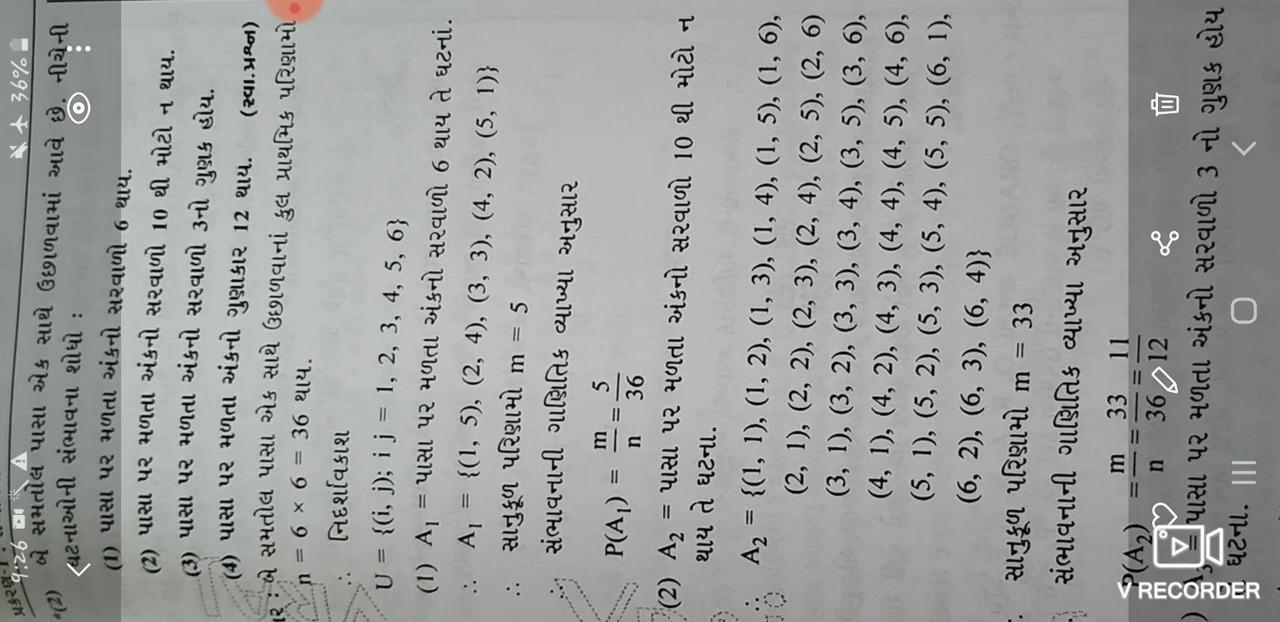 9:26
36%
પ્રકરણ-1 :
બે સમતોલ પાસા એક સાથે ઉછાળવામાં આવે છે નીચેની
ઘટનાઓની સંભાવના શોધો :
(1) પાસા પર મળતા અંકનો સરવાળો 6 થાય.
(2) પાસા પર મળતા અંકનો સરવાળો 10 થી મોટો ન થાય.
(3) પાસા પર મળતા અંકનો સરવાળો 3નો ગુણક હોય.
(4) પાસા પર મળતા અંકનો ગુણાકાર 12 થાય. (સ્વા.પ્રશ્ન)
બે સમતોલ પાસા એક સાથે ઉછાળવાનાં કુલ પ્રાથમિક પરિણામો
n = 6 × 6 = 36 થાય.
∴ નિદર્શાવકાશ
U = {(i, j); i j = 1, 2, 3, 4, 5, 6}
(1) A₁ = પાસા પર મળતા અંકનો સરવાળો 6 થાય તે ઘટનાં.
∴ A₁ = {(1, 5), (2, 4), (3, 3), (4, 2), (5, 1)}
∴ સાનુકૂળ પરિણામો m = 5
∴ સંભાવનાની ગાણિતિક વ્યાખ્યા અનુસાર
P(A₁) = m/n = 5/36
(2) A₂ = પાસા પર મળતા અંકનો સરવાળો 10 થી મોટો ન
થાય તે ઘટના.
∴ A₂ = {(1, 1), (1, 2), (1, 3), (1, 4), (1, 5), (1, 6),
(2, 1), (2, 2), (2, 3), (2, 4), (2, 5), (2, 6)
(3, 1), (3, 2), (3, 3), (3, 4), (3, 5), (3, 6),
(4, 1), (4, 2), (4, 3), (4, 4), (4, 5), (4, 6),
(5, 1), (5, 2), (5, 3), (5, 4), (5, 5), (6, 1),
(6, 2), (6, 3), (6, 4)}
∴ સાનુકૂળ પરિણામો m = 33
સંભાવનાની ગાણિતિક વ્યાખ્યા અનુસાર
P(A₂) = m/n = 33/36 = 11/12
= પાસા પર મળતા અંકનો સરવાળો 3 નો ગુણક હોય
ઘટના.
V RECORDER